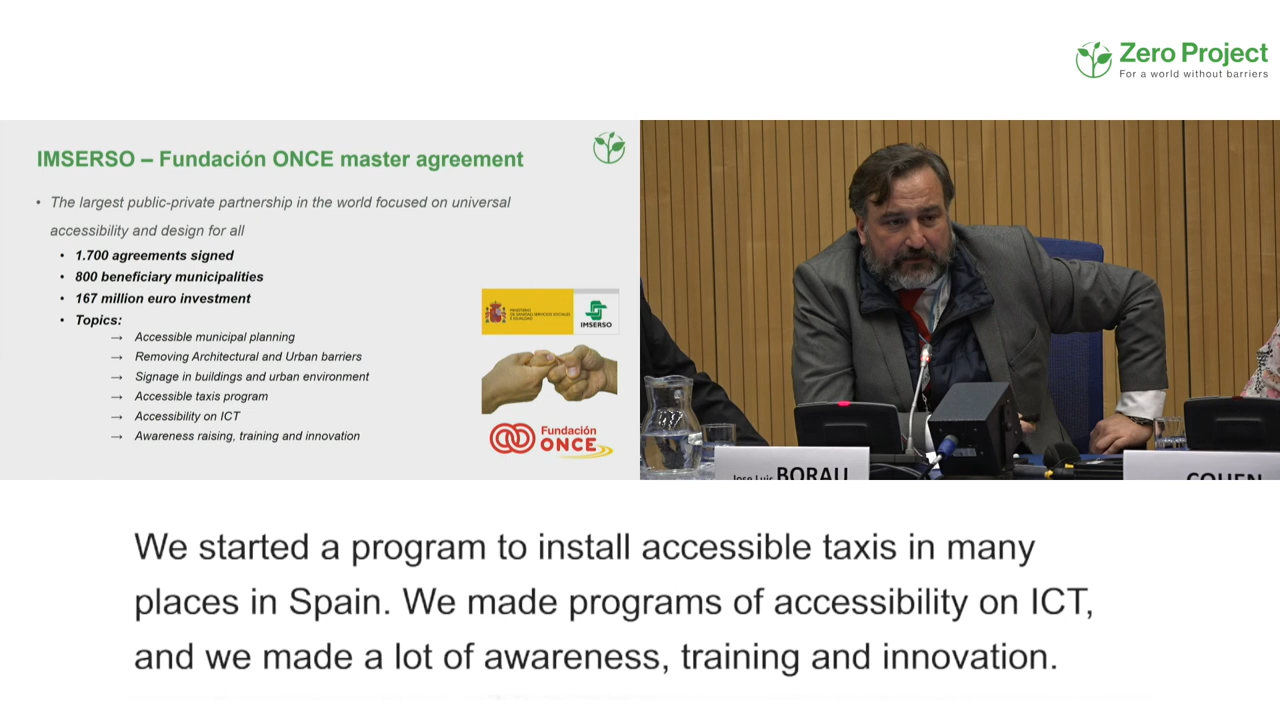 Zero Project
For a world without barriers
IMSERSO – Fundación ONCE master agreement
• The largest public-private partnership in the world focused on universal
accessibility and design for all
• 1.700 agreements signed
• 800 beneficiary municipalities
• 167 million euro investment
• Topics:
→ Accessible municipal planning
→ Removing Architectural and Urban barriers
→ Signage in buildings and urban environment
→ Accessible taxis program
→ Accessibility on ICT
→ Awareness raising, training and innovation
MINISTERIO
DE SANIDAD, SERVICIOS SOCIALES
E IGUALDAD
IMSERSO
Fundación
ONCE
Jose Luis BORAU
COHEN
We started a program to install accessible taxis in many
places in Spain. We made programs of accessibility on ICT,
and we made a lot of awareness, training and innovation.